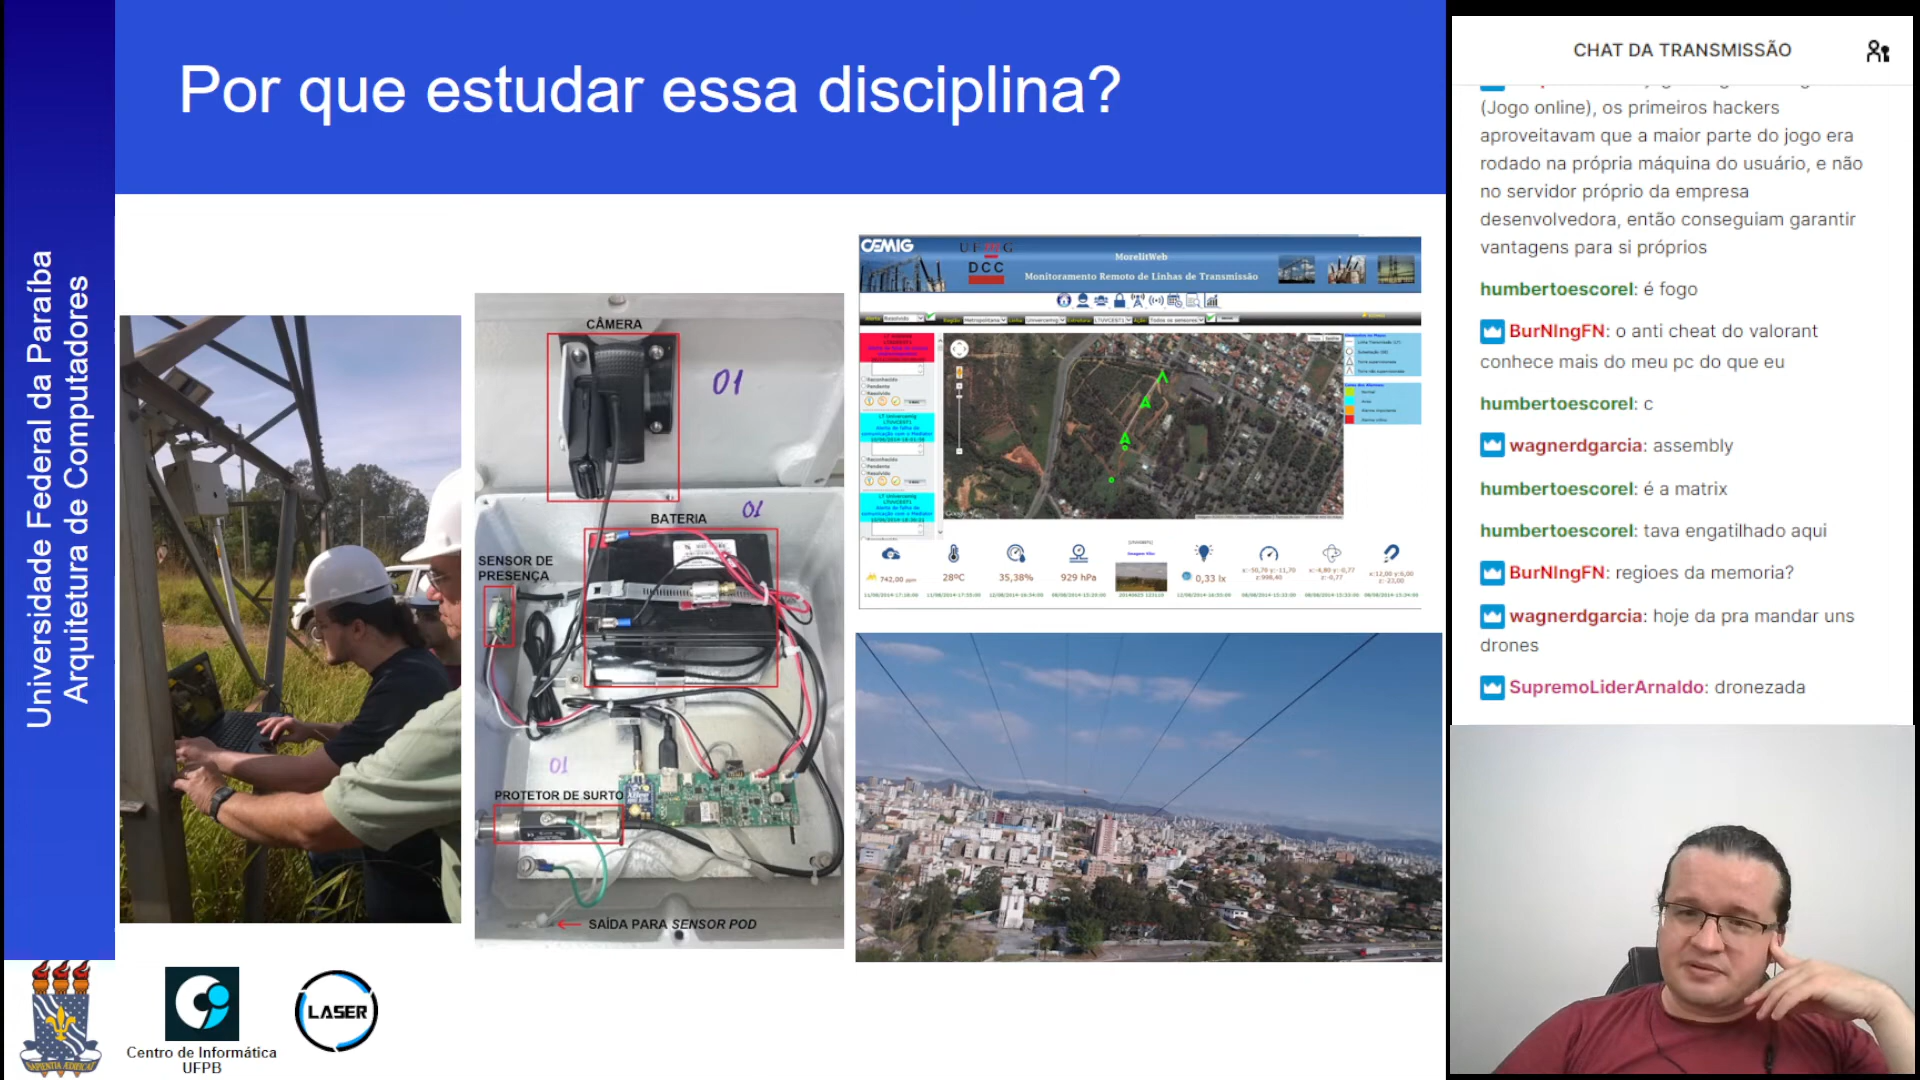 Por que estudar essa disciplina?
Universidade Federal da Paraíba
Arquitetura de Computadores
CÂMERA
01
BATERIA
01
SENSOR DE
PRESENÇA
01
PROTETOR DE SURTO
SAÍDA PARA SENSOR POD
CEMIG
UFMG
DCC
MorelitWeb
Monitoramento Remoto de Linhas de Transmissão
Reconhecido
Pendente
Resolvido
742,00 ppm
28ºC
35,38%
929 hPa
0,33 lx
Centro de Informática
UFPB
LASER
CHAT DA TRANSMISSÃO
(Jogo online), os primeiros hackers
aproveitavam que a maior parte do jogo era
rodado na própria máquina do usuário, e não
no servidor próprio da empresa
desenvolvedora, então conseguiam garantir
vantagens para si próprios
humbertoescorel: é fogo
BurNIngFN: o anti cheat do valorant
conhece mais do meu pc do que eu
humbertoescorel: c
wagnerdgarcia: assembly
humbertoescorel: é a matrix
humbertoescorel: tava engatilhado aqui
BurNIngFN: regioes da memoria?
wagnerdgarcia: hoje da pra mandar uns
drones
SupremoLiderArnaldo: dronezada